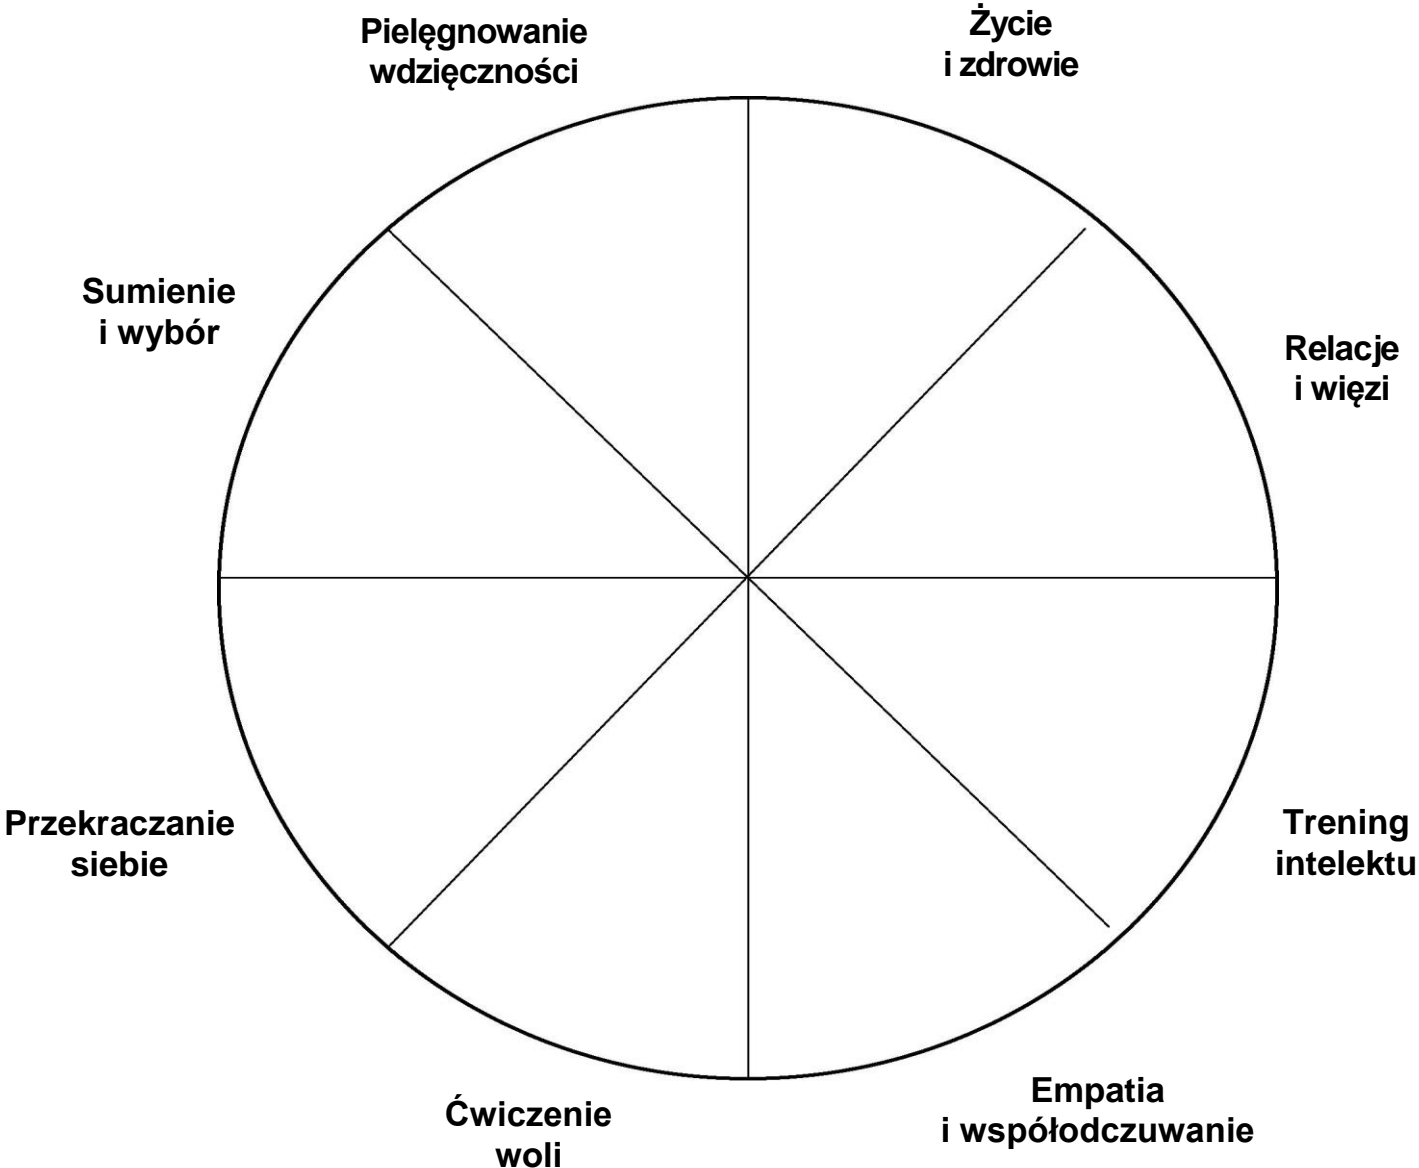 Pielęgnowanie
wdzięczności
Życie
i zdrowie
Sumienie
i wybór
Relacje
i więzi
Przekraczanie
siebie
Trening
intelektu
Ćwiczenie
woli
Empatia
i współodczuwanie